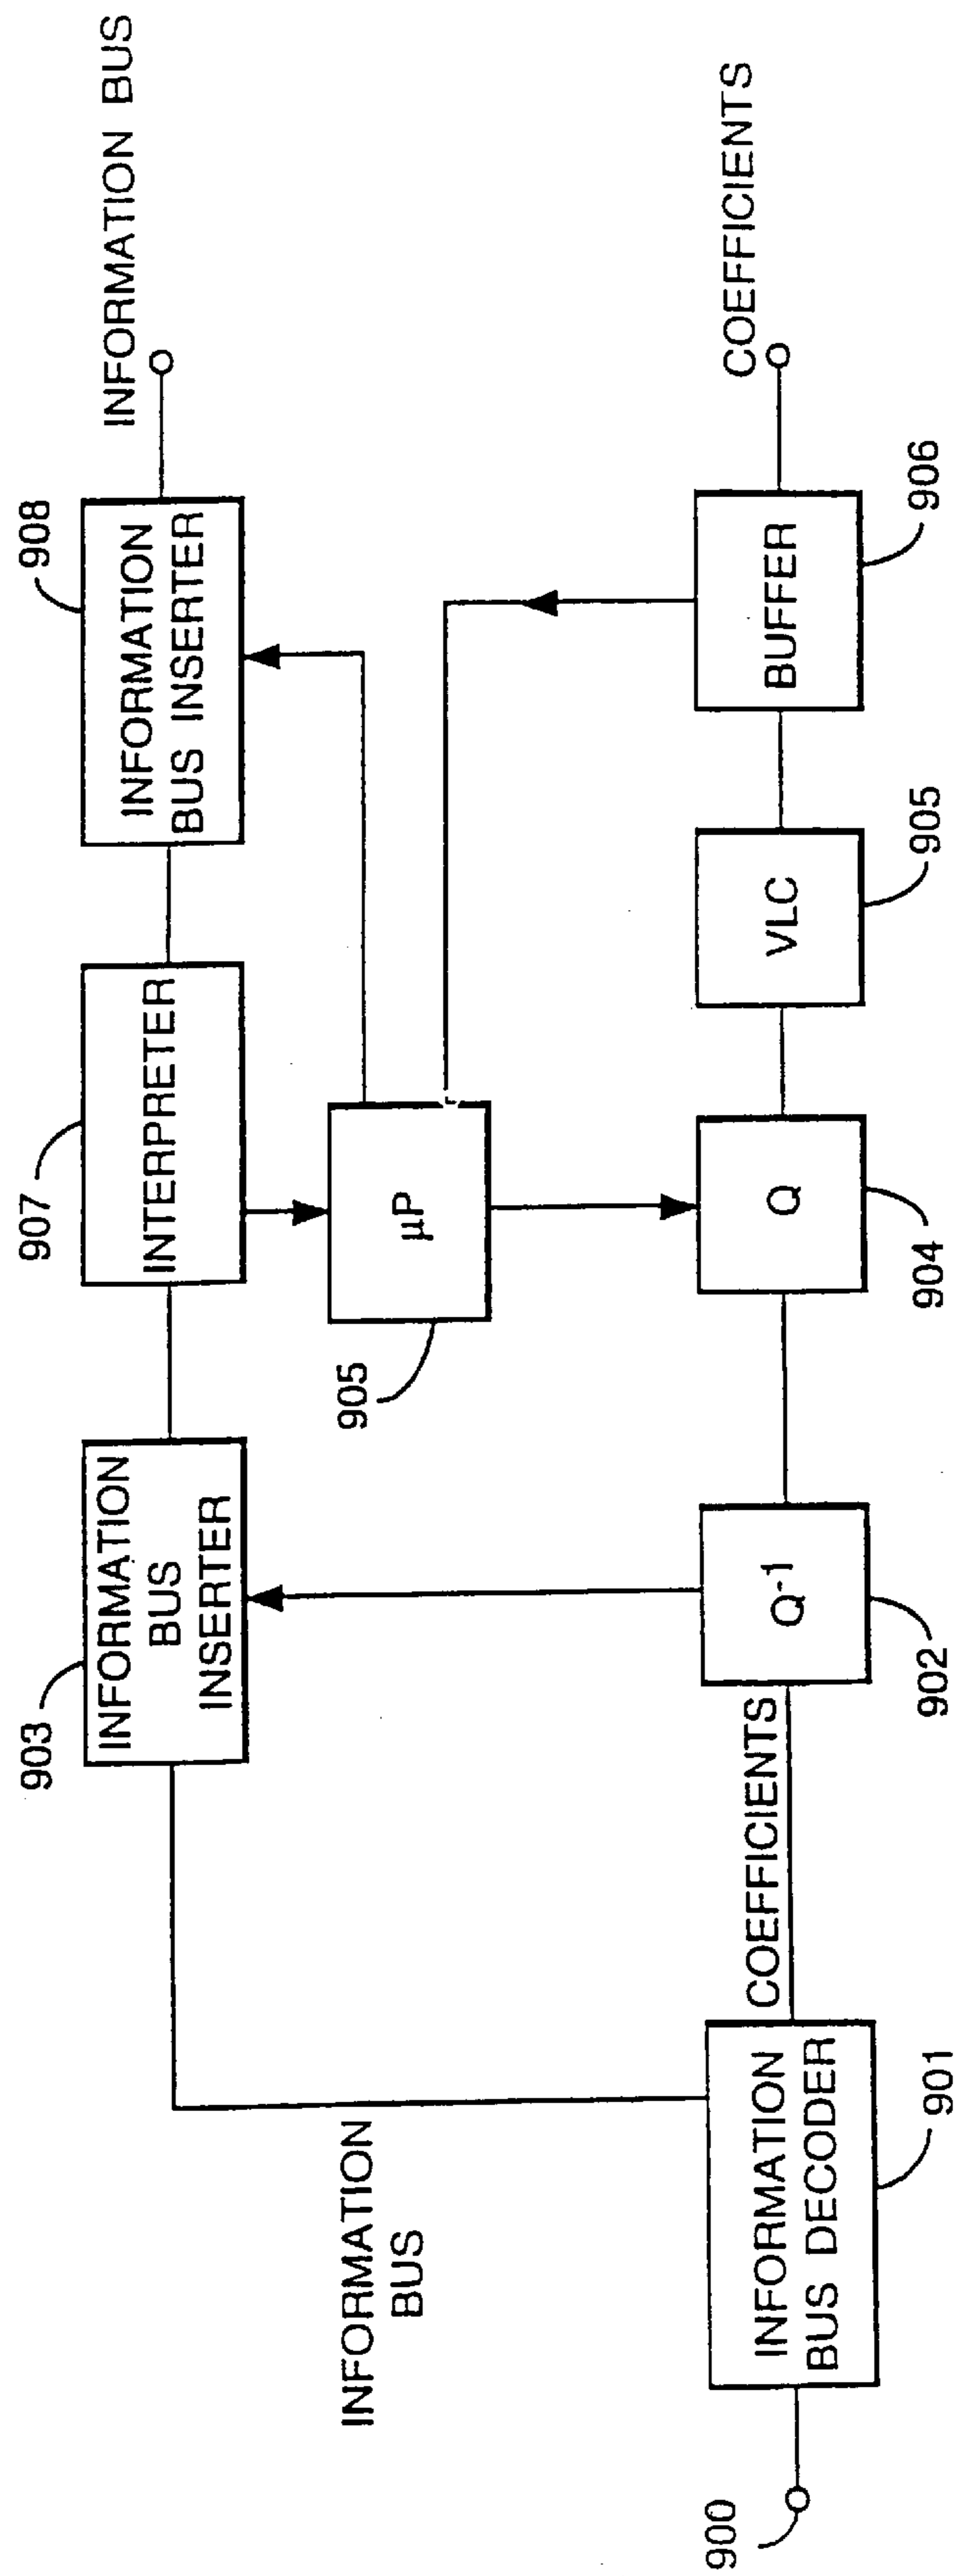 INFORMATION BUS
908
INFORMATION
BUS INSERTER
907
INTERPRETER
903
INFORMATION
BUS
INSERTER
INFORMATION
BUS
905
µP
COEFFICIENTS
BUFFER
906
VLC
905
Q
904
Q-1
902
COEFFICIENTS
INFORMATION
BUS DECODER
901
900